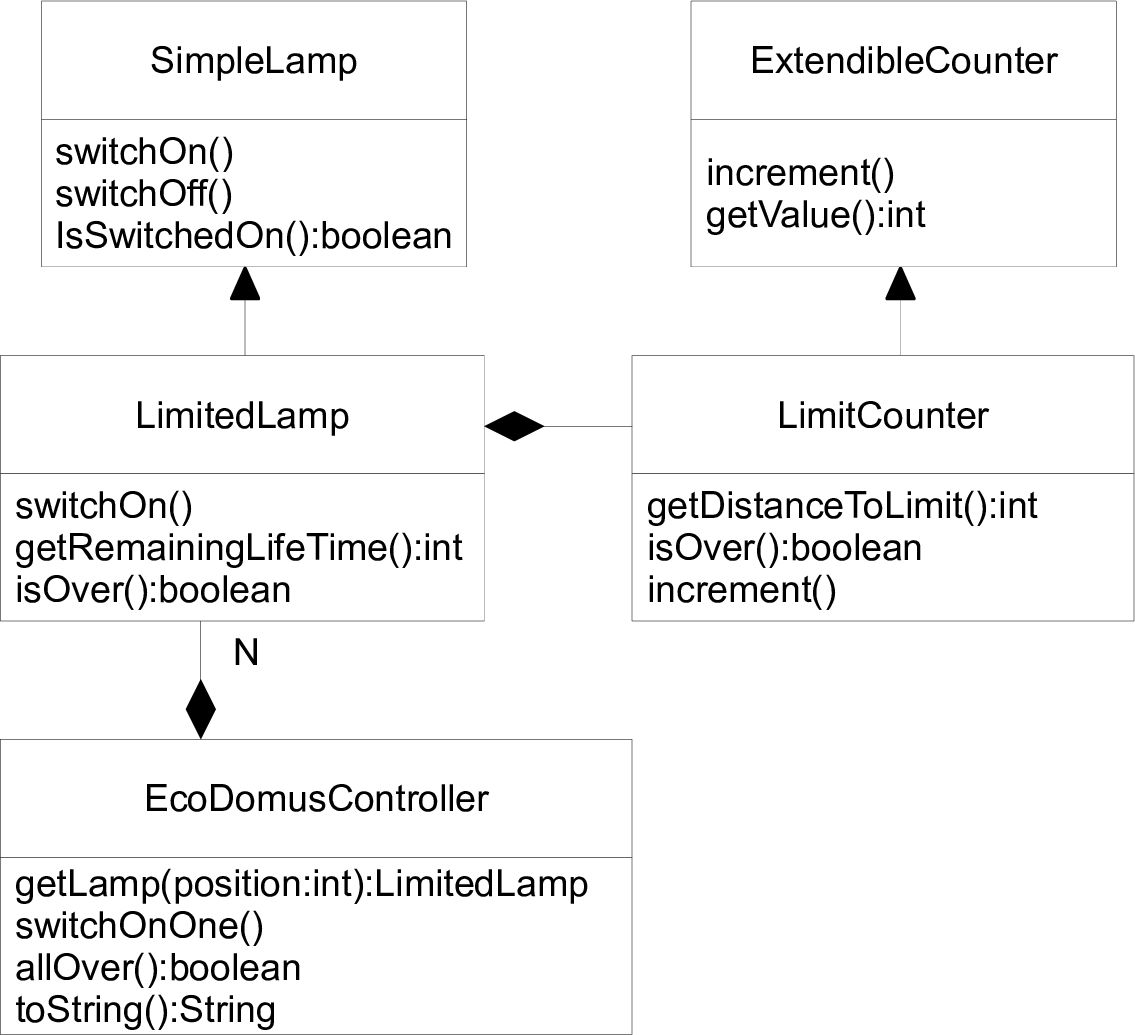 SimpleLamp
switchOn()
switchOff()
IsSwitchedOn():boolean
ExtendibleCounter
increment()
getValue():int
LimitedLamp
switchOn()
getRemainingLifeTime():int
isOver():boolean
LimitCounter
getDistanceToLimit():int
isOver():boolean
increment()
N
EcoDomusController
getLamp(position:int):LimitedLamp
switchOnOne()
allOver():boolean
toString():String